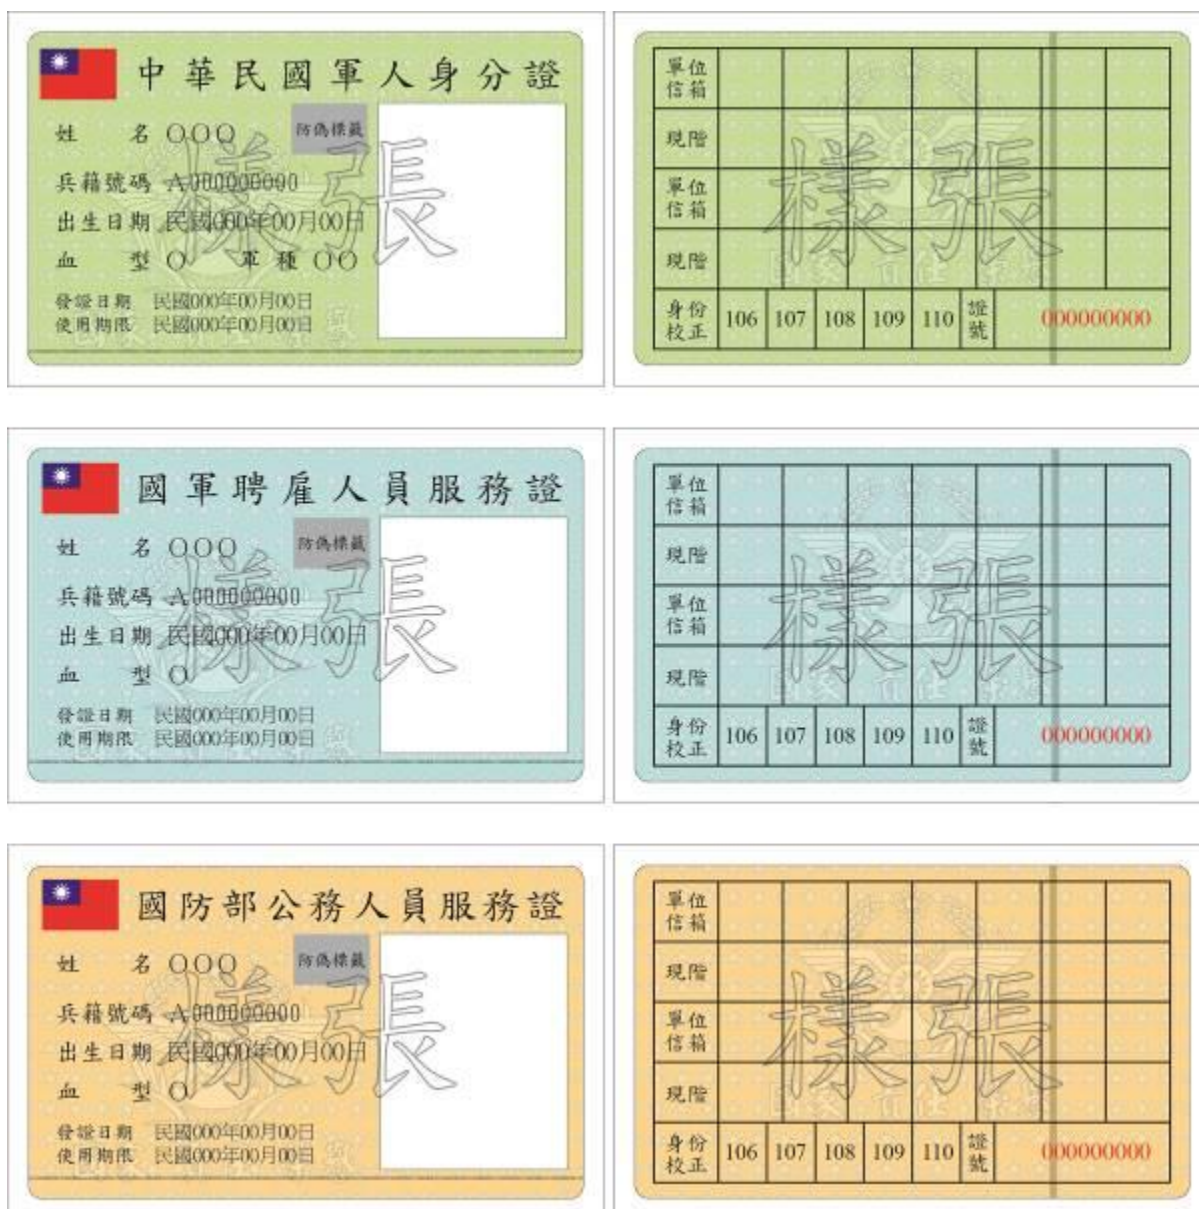 中華民國軍人身分證
防偽標籤
姓 名 OOO
兵籍號碼 A000000000
出生日期 民國000年00月00日
血 型 O 軍種 OO
發證日期 民國000年00月00日
使用期限 民國000年00月00日
樣張
單位信箱
現階
單位信箱
現階
身份校正 106 107 108 109 110 證號 000000000
樣張
國軍聘雇人員服務證
防偽標籤
姓 名 OOO
兵籍號碼 A000000000
出生日期 民國000年00月00日
血 型 O
發證日期 民國000年00月00日
使用期限 民國000年00月00日
樣張
單位信箱
現階
單位信箱
現階
身份校正 106 107 108 109 110 證號 000000000
樣張
國防部公務人員服務證
防偽標籤
姓 名 OOO
兵籍號碼 A000000000
出生日期 民國000年00月00日
血 型 O
發證日期 民國000年00月00日
使用期限 民國000年00月00日
樣張
單位信箱
現階
單位信箱
現階
身份校正 106 107 108 109 110 證號 000000000
樣張